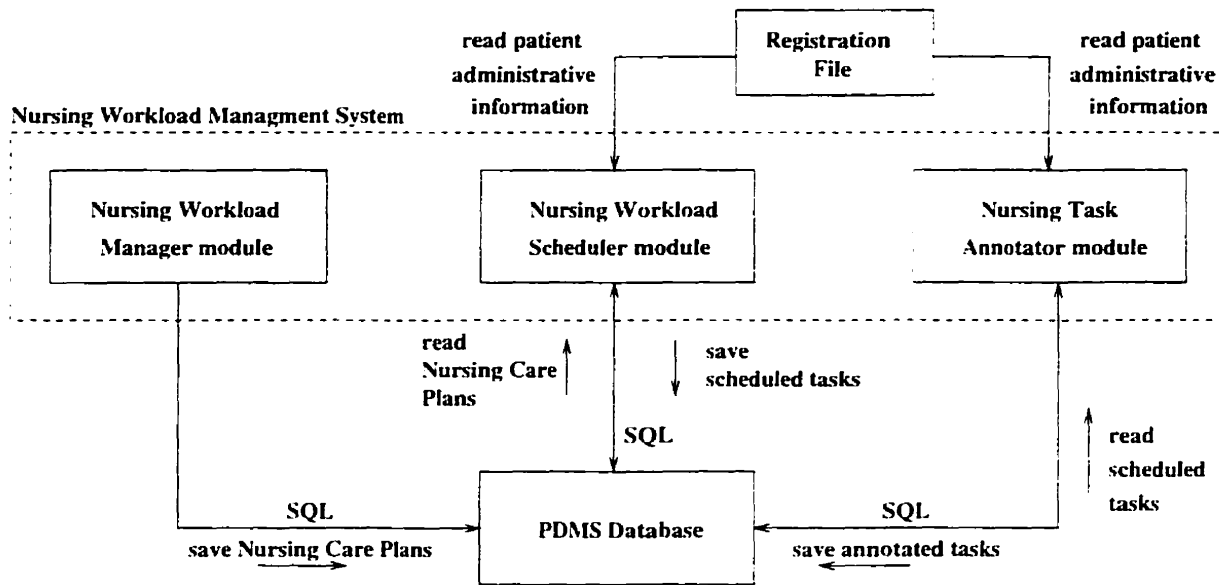 read patient
administrative
information
Registration
File
read patient
administrative
information
Nursing Workload Managment System
Nursing Workload
Manager module
Nursing Workload
Scheduler module
Nursing Task
Annotator module
read
Nursing Care
Plans
save
scheduled tasks
SQL
read
scheduled
tasks
SQL
save Nursing Care Plans
PDMS Database
SQL
save annotated tasks